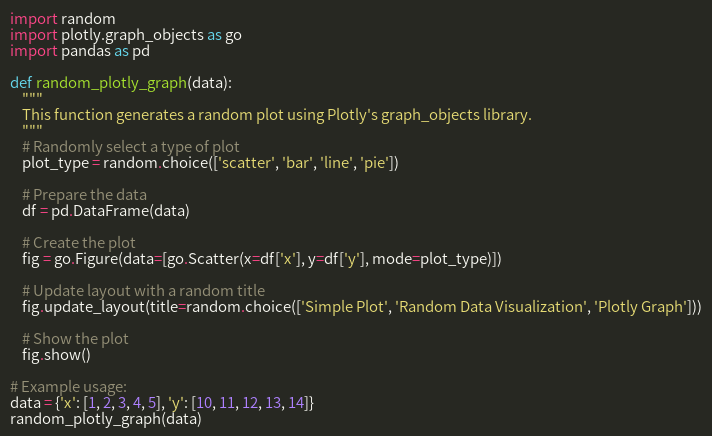 import random
import plotly.graph_objects as go
import pandas as pd
def random_plotly_graph(data):
"""
This function generates a random plot using Plotly's graph_objects library.
"""
# Randomly select a type of plot
plot_type = random.choice(['scatter', 'bar', 'line', 'pie'])
# Prepare the data
df = pd.DataFrame(data)
# Create the plot
fig = go.Figure(data=[go.Scatter(x=df['x'], y=df['y'], mode=plot_type)])
# Update layout with a random title
fig.update_layout(title=random.choice(['Simple Plot', 'Random Data Visualization', 'Plotly Graph']))
# Show the plot
fig.show()
# Example usage:
data = {'x': [1, 2, 3, 4, 5], 'y': [10, 11, 12, 13, 14]}
random_plotly_graph(data)